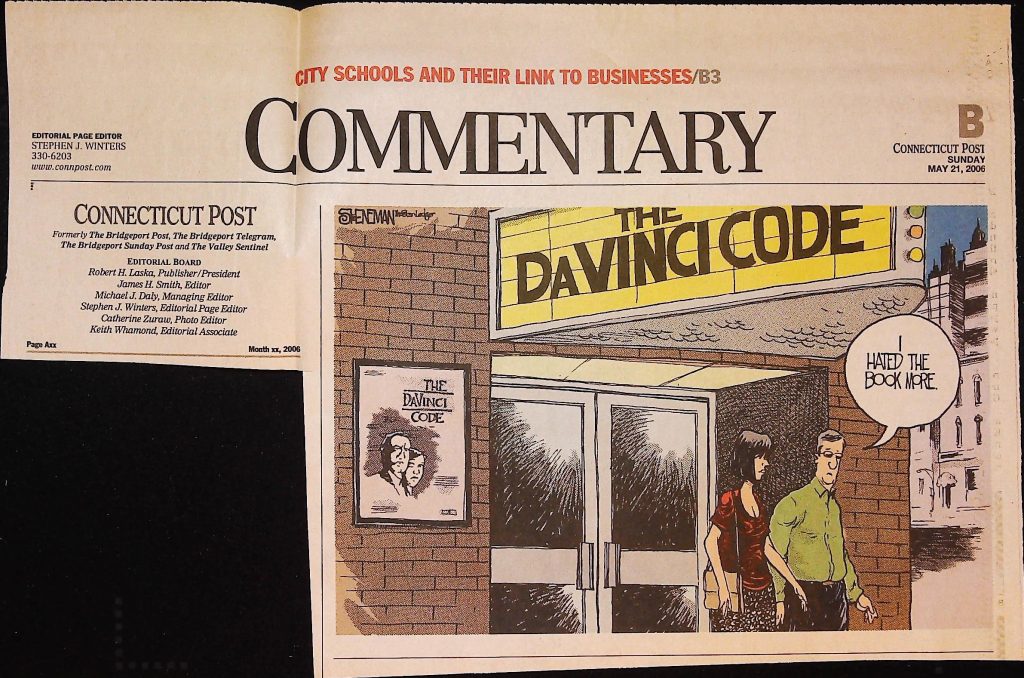 CITY SCHOOLS AND THEIR LINK TO BUSINESSES/B3
EDITORIAL PAGE EDITOR
STEPHEN J. WINTERS
330-6203
www.connpost.com
COMMENTARY
B
CONNECTICUT POST
SUNDAY
MAY 21, 2006
CONNECTICUT POST
Formerly The Bridgeport Post, The Bridgeport Telegram,
The Bridgeport Sunday Post and The Valley Sentinel
EDITORIAL BOARD
Robert H. Laska, Publisher/President
James H. Smith, Editor
Michael J. Daly, Managing Editor
Stephen J. Winters, Editorial Page Editor
Catherine Zuraw, Photo Editor
Keith Whamond, Editorial Associate
Page Axx
Month xx, 2006
SHENEMAN The Star-Ledger
THE
DAVINCI CODE
THE
DAVINCI
CODE
I
HATED THE
BOOK MORE.